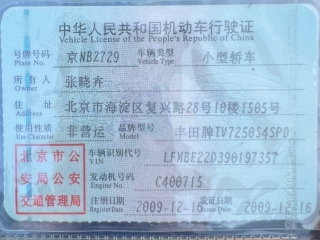 中华人民共和国机动车行驶证
Vehicle License of the People's Republic of China
号牌号码 京NBZ729 车辆类型 小型轿车
Plate No. Vehicle Type
所有人 张晓卉
Owner
住址 北京市海淀区复兴路28号10楼1505号
Address
使用性质 非营运 品牌型号 丰田牌TV7250S4SPD
Use Character Model
北京市公 车辆识别代号 LFMBE22D390197357
VIN
安局公安 发动机号码 C400715
Engine No.
交通管理局 注册日期 2009-12-16 发证日期 2009-12-16
Register Date Issue Date